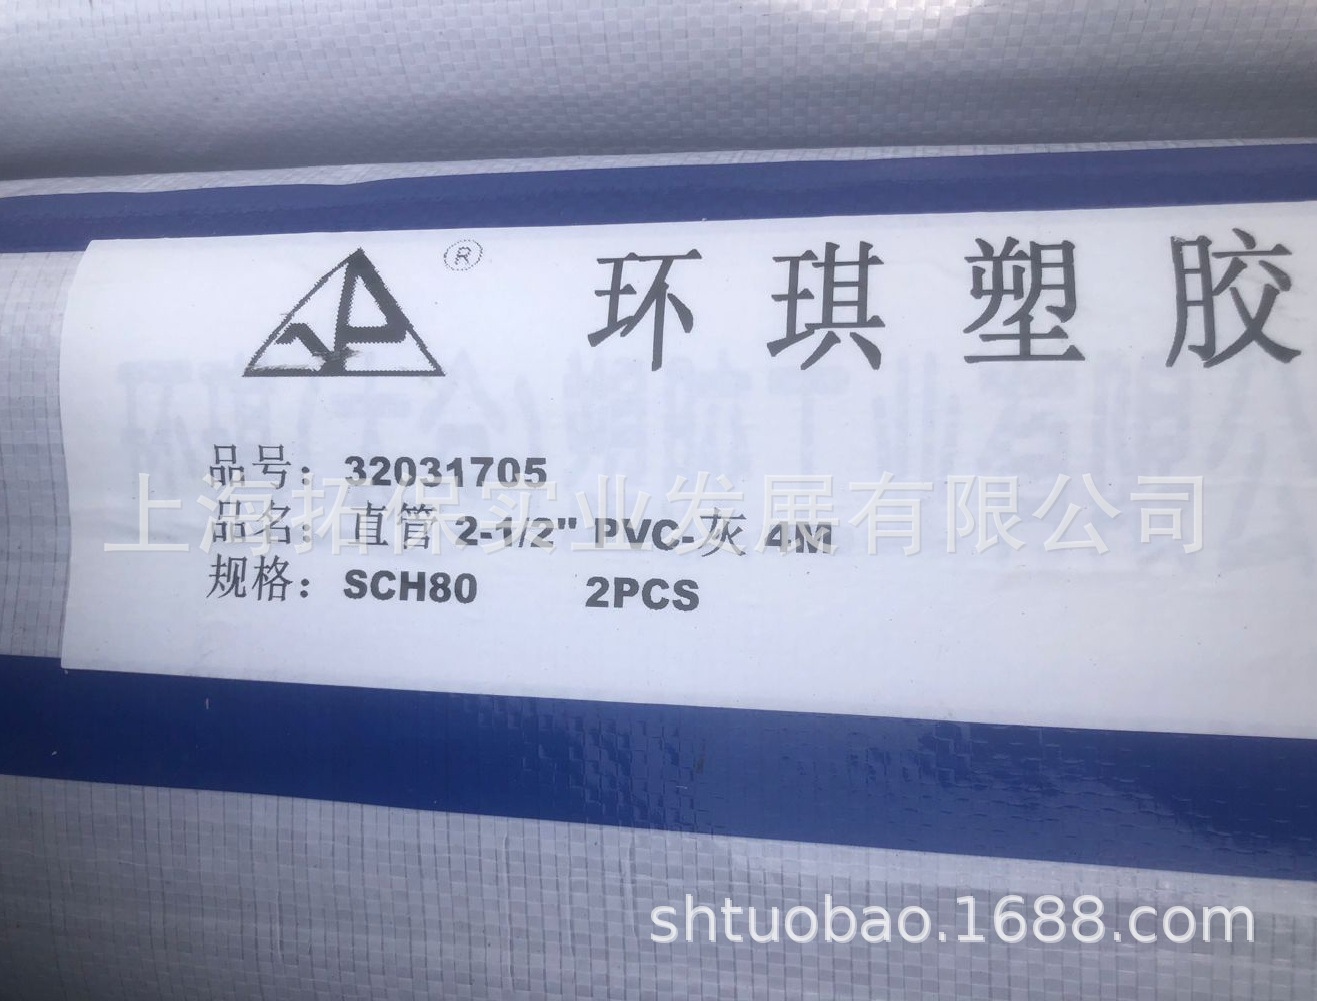 ® 环琪塑胶
品号：32031705
上海拓保实业发展有限公司
品名：直管 2-1/2" PVC-灰 4M
规格：SCH80 2PCS
shtuobao.1688.com